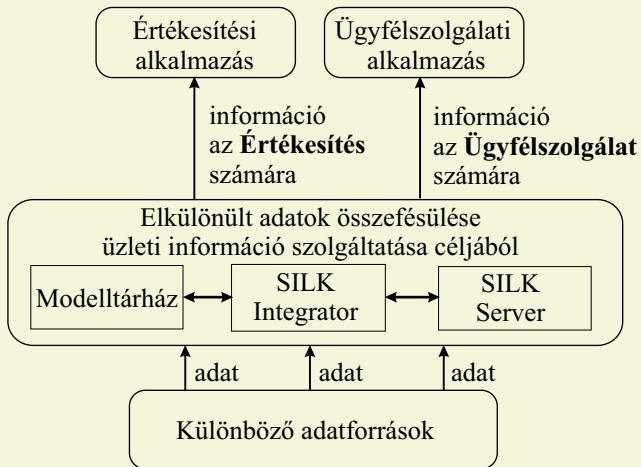 Értékesítési
alkalmazás
Ügyfélszolgálati
alkalmazás
információ
az Értékesítés
számára
információ
az Ügyfélszolgálat
számára
Elkülönült adatok összefésülése
üzleti információ szolgáltatása céljából
Modelltárház
SILK
Integrator
SILK
Server
adat
adat
adat
Különböző adatforrások